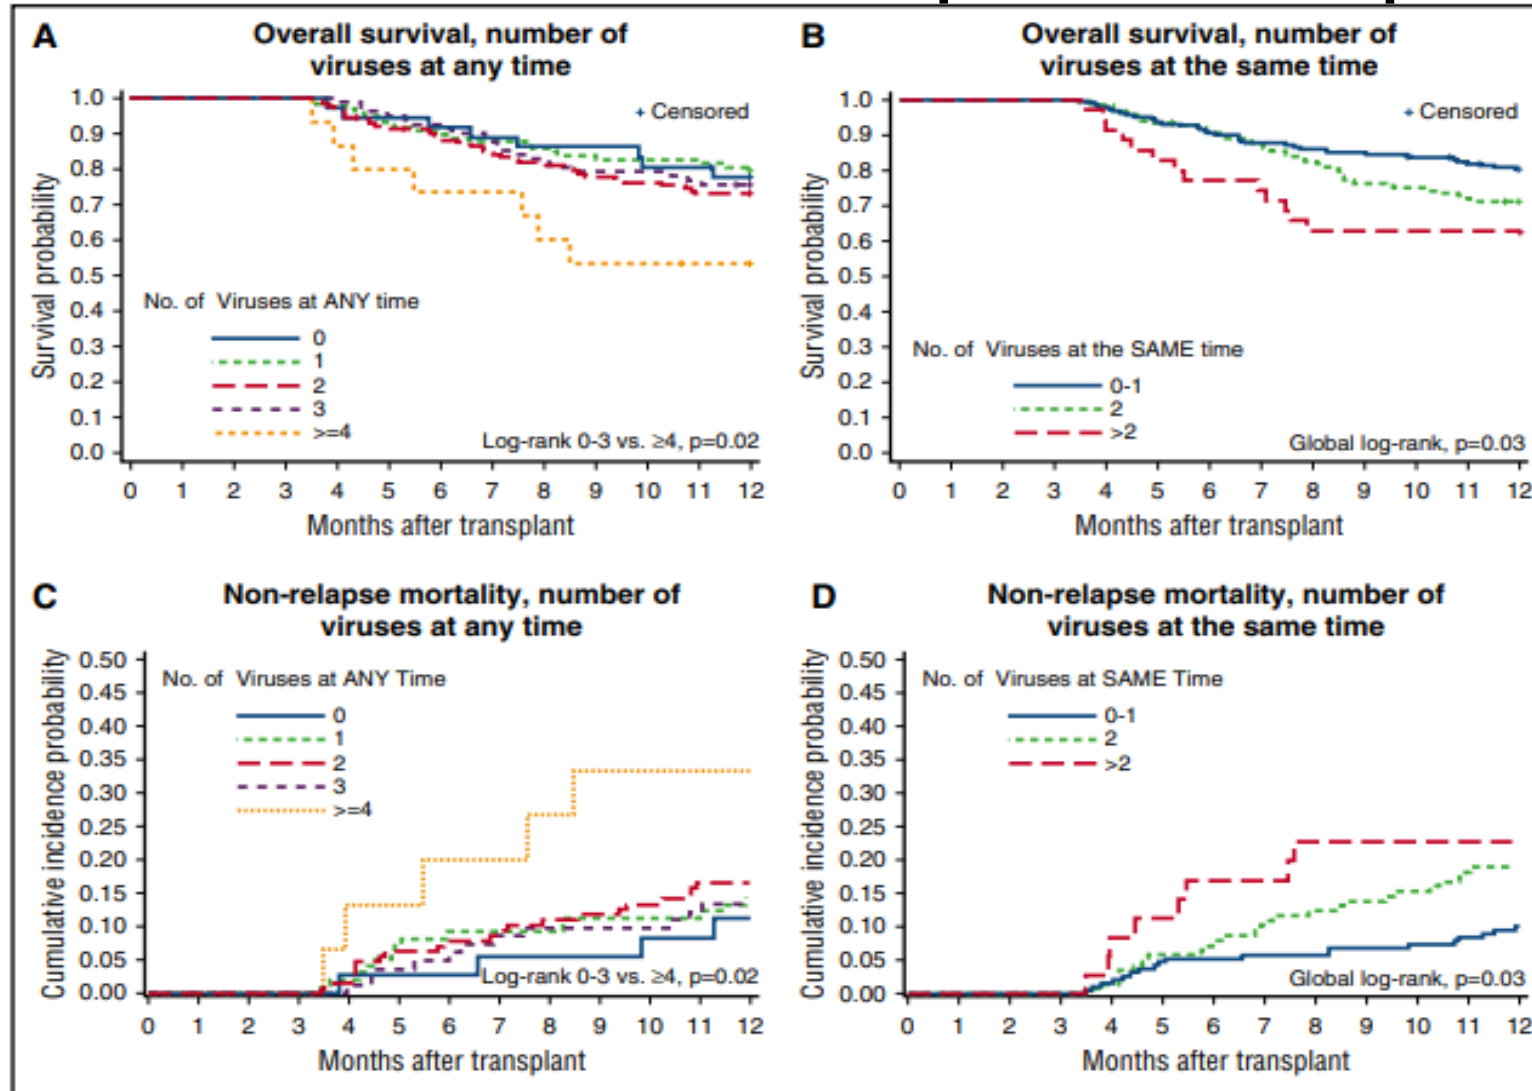 A
Overall survival, number of
viruses at any time
Survival probability
1.0
0.9
0.8
0.7
0.6
0.5
0.4
0.3
0.2
0.1
0.0
+ Censored
No. of Viruses at ANY time
0
1
2
3
>=4
Log-rank 0-3 vs. ≥4, p=0.02
0 1 2 3 4 5 6 7 8 9 10 11 12
Months after transplant
B
Overall survival, number of
viruses at the same time
Survival probability
1.0
0.9
0.8
0.7
0.6
0.5
0.4
0.3
0.2
0.1
0.0
+ Censored
No. of Viruses at the SAME time
0-1
2
>2
Global log-rank, p=0.03
0 1 2 3 4 5 6 7 8 9 10 11 12
Months after transplant
C
Non-relapse mortality, number of
viruses at any time
Cumulative incidence probability
0.50
0.45
0.40
0.35
0.30
0.25
0.20
0.15
0.10
0.05
0.00
No. of Viruses at ANY Time
0
1
2
3
>=4
Log-rank 0-3 vs. ≥4, p=0.02
0 1 2 3 4 5 6 7 8 9 10 11 12
Months after transplant
D
Non-relapse mortality, number of
viruses at the same time
Cumulative incidence probability
0.50
0.45
0.40
0.35
0.30
0.25
0.20
0.15
0.10
0.05
0.00
No. of Viruses at SAME Time
0-1
2
>2
Global log-rank, p=0.03
0 1 2 3 4 5 6 7 8 9 10 11 12
Months after transplant